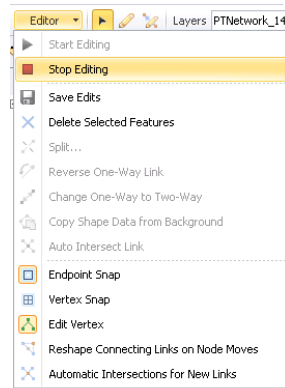 Editor Layers PTNetwork_14
Start Editing
Stop Editing
Save Edits
Delete Selected Features
Split...
Reverse One-Way Link
Change One-Way to Two-Way
Copy Shape Data from Background
Auto Intersect Link
Endpoint Snap
Vertex Snap
Edit Vertex
Reshape Connecting Links on Node Moves
Automatic Intersections for New Links